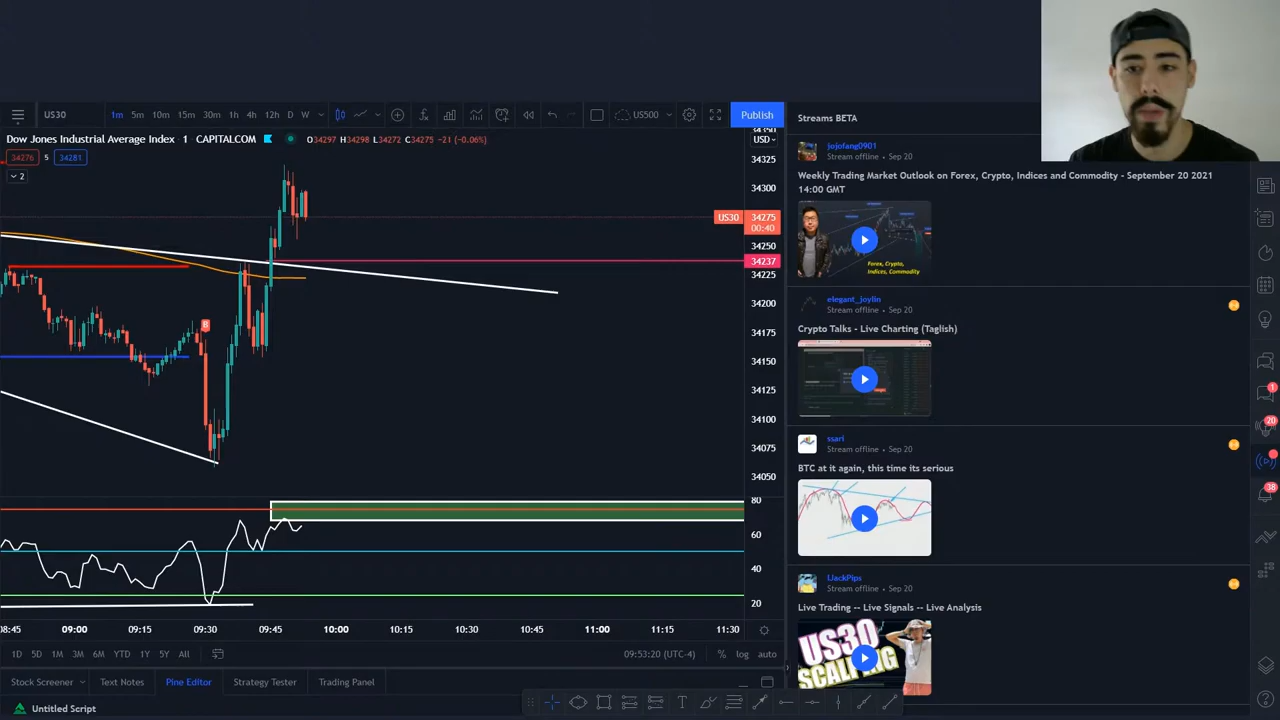 US30 1m 5m 10m 15m 30m 1h 4h 12h D W US500 Publish
Dow Jones Industrial Average Index · 1 · CAPITALCOM O34297 H34298 L34272 C34275 −21 (−0.06%)
USD
34276 5 34281
2
34325
34300
US30 34275
00:40
34250
34237
34225
34200
34175
34150
34125
34100
34075
34050
B
80
60
40
20
08:45 09:00 09:15 09:30 09:45 10:00 10:15 10:30 10:45 11:00 11:15 11:30
1D 5D 1M 3M 6M YTD 1Y 5Y All 09:53:20 (UTC-4) % log auto
Stock Screener Text Notes Pine Editor Strategy Tester Trading Panel
Untitled Script
Streams BETA
jojofang0901
Stream offline • Sep 20
Weekly Trading Market Outlook on Forex, Crypto, Indices and Commodity - September 20 2021
14:00 GMT
Forex, Crypto,
Indices, Commodity
elegant_joylin
Stream offline • Sep 20
Crypto Talks - Live Charting (Taglish)
ssari
Stream offline • Sep 20
BTC at it again, this time its serious
IJackPips
Stream offline • Sep 20
Live Trading -- Live Signals -- Live Analysis
US30
SCALPING
1
20
38